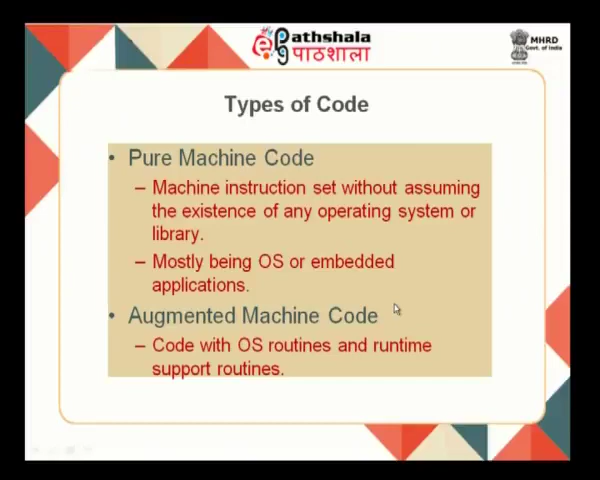 pathshala
पाठशाला
MHRD
Govt. of India
Types of Code
• Pure Machine Code
– Machine instruction set without assuming
the existence of any operating system or
library.
– Mostly being OS or embedded
applications.
• Augmented Machine Code
– Code with OS routines and runtime
support routines.